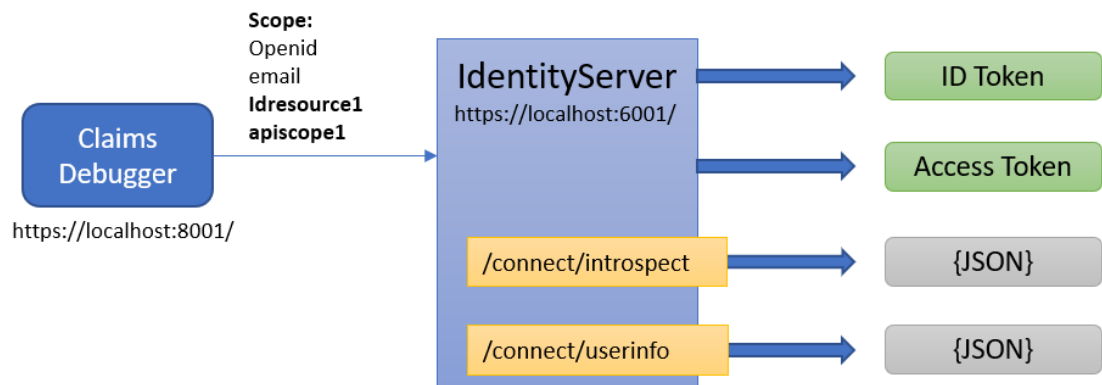 Scope:
Openid
email
Idresource1
apiscope1
Claims
Debugger
https://localhost:8001/
IdentityServer
https://localhost:6001/
/connect/introspect
/connect/userinfo
ID Token
Access Token
{JSON}
{JSON}